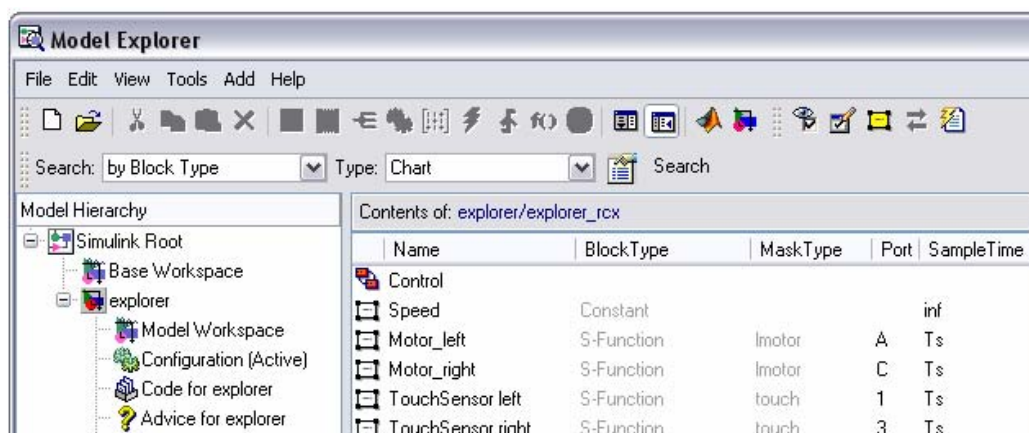 Model Explorer
File Edit View Tools Add Help
Search: by Block Type Type: Chart Search
Model Hierarchy
Simulink Root
Base Workspace
explorer
Model Workspace
Configuration (Active)
Code for explorer
Advice for explorer
Contents of: explorer/explorer_rcx
Name BlockType MaskType Port SampleTime
Control
Speed Constant inf
Motor_left S-Function lmotor A Ts
Motor_right S-Function lmotor C Ts
TouchSensor left S-Function touch 1 Ts
TouchSensor right S-Function touch 3 Ts